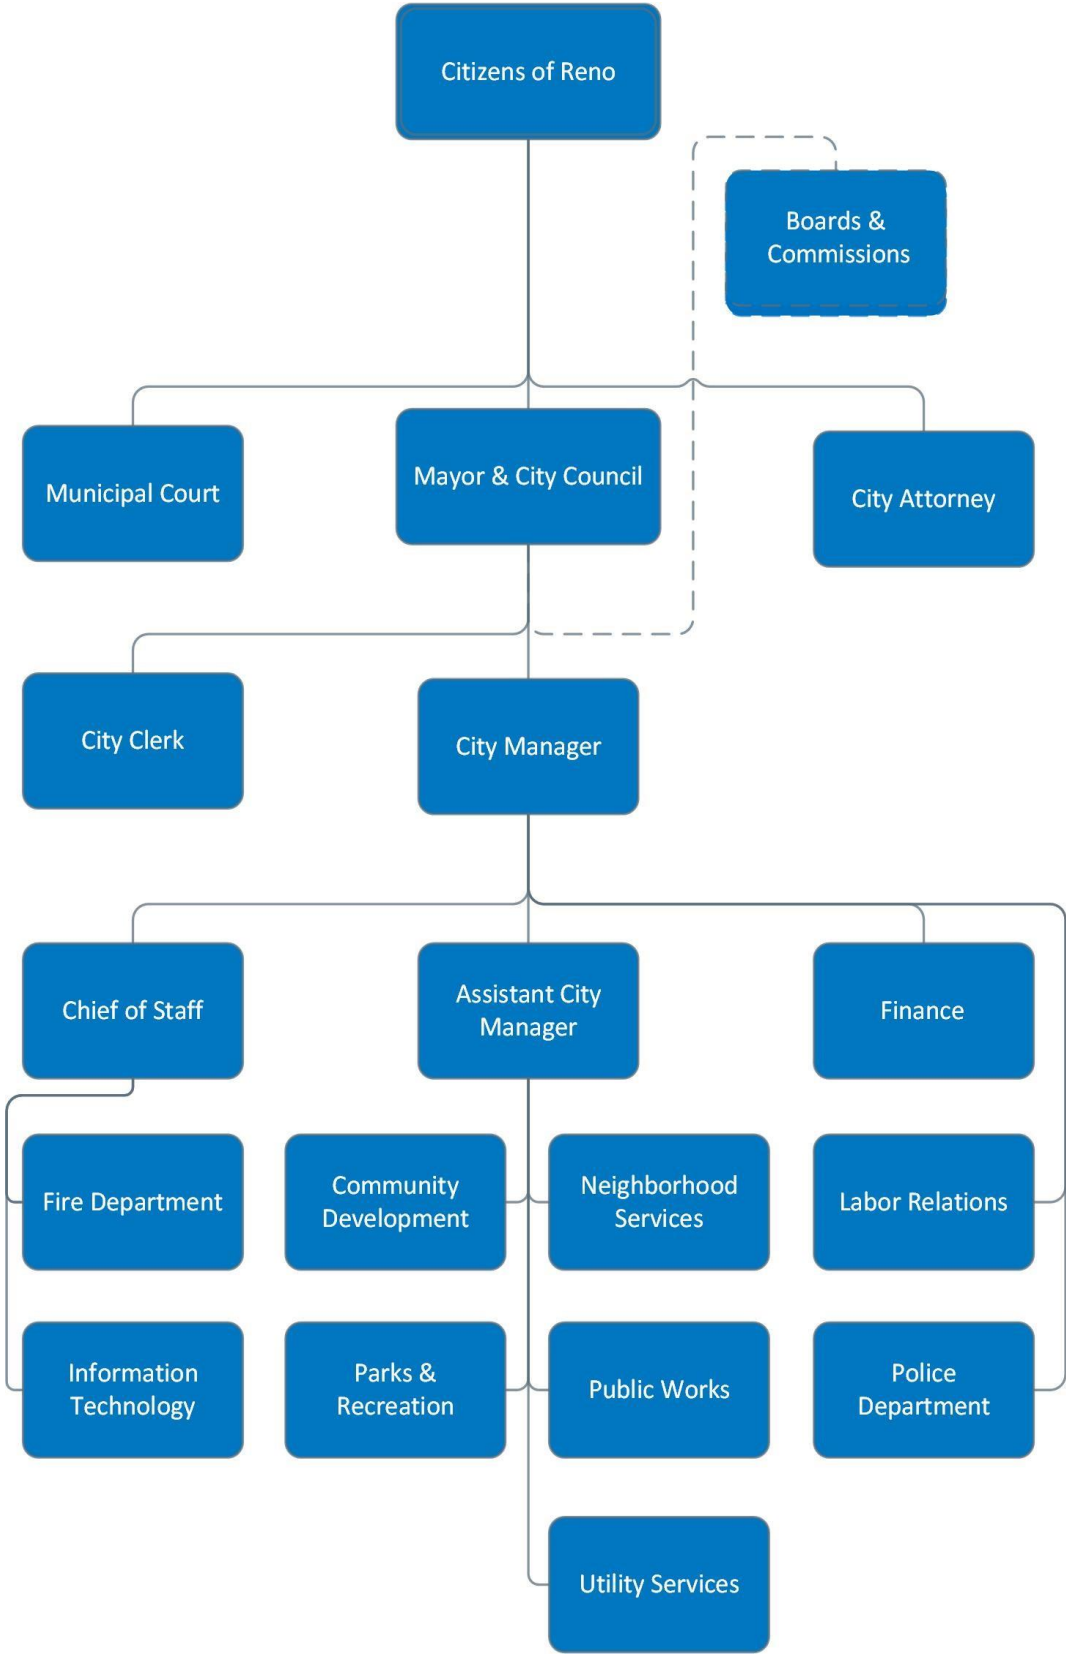 Citizens of Reno
Boards &
Commissions
Municipal Court
Mayor & City Council
City Attorney
City Clerk
City Manager
Chief of Staff
Assistant City
Manager
Finance
Fire Department
Community
Development
Neighborhood
Services
Labor Relations
Information
Technology
Parks &
Recreation
Public Works
Police
Department
Utility Services